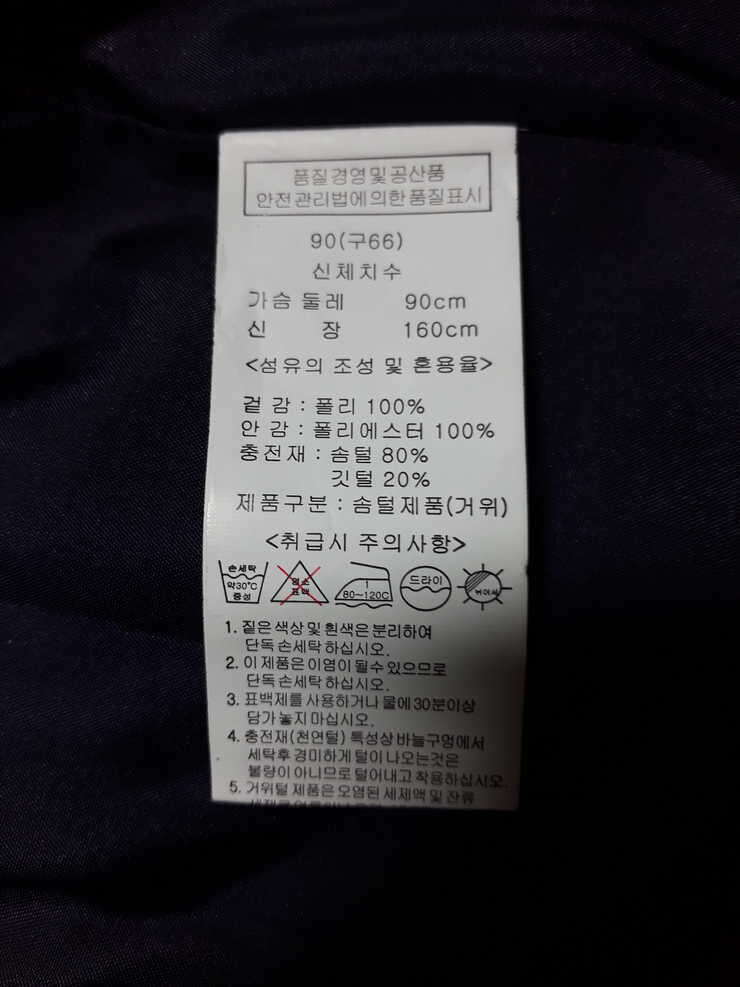 품질경영및공산품
안전관리법에의한품질표시
90(구66)
신체치수
가슴 둘레 90cm
신 장 160cm
<섬유의 조성 및 혼용율>
겉 감 : 폴리 100%
안 감 : 폴리에스터 100%
충전재 : 솜털 80%
깃털 20%
제품구분 : 솜털제품(거위)
<취급시 주의사항>
손세탁
약30℃
중성
염소
표백
1
80~120C
드라이
뉘어서
1. 짙은색상및흰색은분리하여
단독손세탁하십시오.
2. 이제품은이염이될수있으므로
단독손세탁하십시오.
3. 표백제를사용하거나물에30분이상
담가놓지마십시오.
4. 충전재(천연털) 특성상바늘구멍에서
세탁후경미하게털이나오는것은
불량이아니므로털어내고착용하십시오.
5. 거위털제품은오염된세제액및잔류